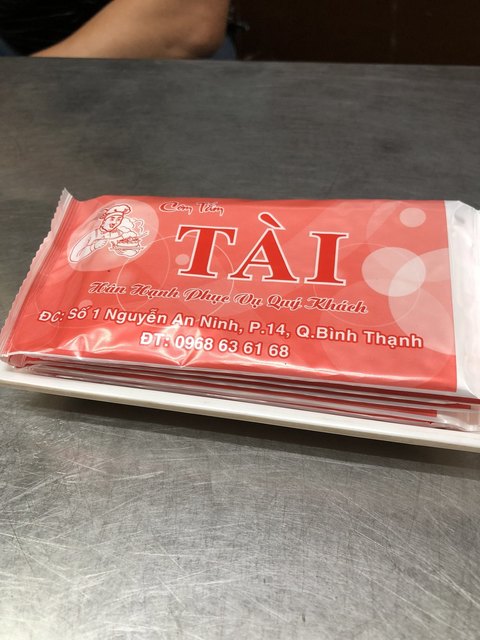 Cơm Tấm
TÀI
Hân Hạnh Phục Vụ Quý Khách
ĐC: Số 1 Nguyễn An Ninh, P.14, Q.Bình Thạnh
ĐT: 0968 63 61 68